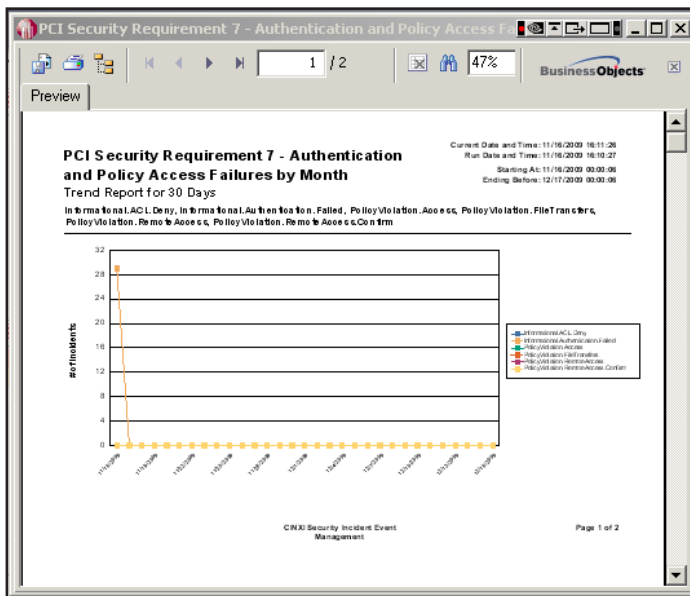 PCI Security Requirement 7 - Authentication and Policy Access Fa
1 / 2
47%
BusinessObjects
Preview
Current Date and Time: 11/16/2009 16:11:26
Run Date and Time: 11/16/2009 16:10:27
Starting At: 11/16/2009 00:00:06
Ending Before: 12/17/2009 00:00:06
PCI Security Requirement 7 - Authentication
and Policy Access Failures by Month
Trend Report for 30 Days
Informational.ACL.Deny, Informational.Authentication.Failed, PolicyViolation.Access, PolicyViolation.FileTransfers,
PolicyViolation.RemoteAccess, PolicyViolation.RemoteAccess.Confirm
# of Incidents
32
28
24
20
16
12
8
4
0
Informational.ACL.Deny
Informational.Authentication.Failed
PolicyViolation.Access
PolicyViolation.FileTransfers
PolicyViolation.RemoteAccess
PolicyViolation.RemoteAccess.Confirm
CINXI Security Incident Event
Management
Page 1 of 2